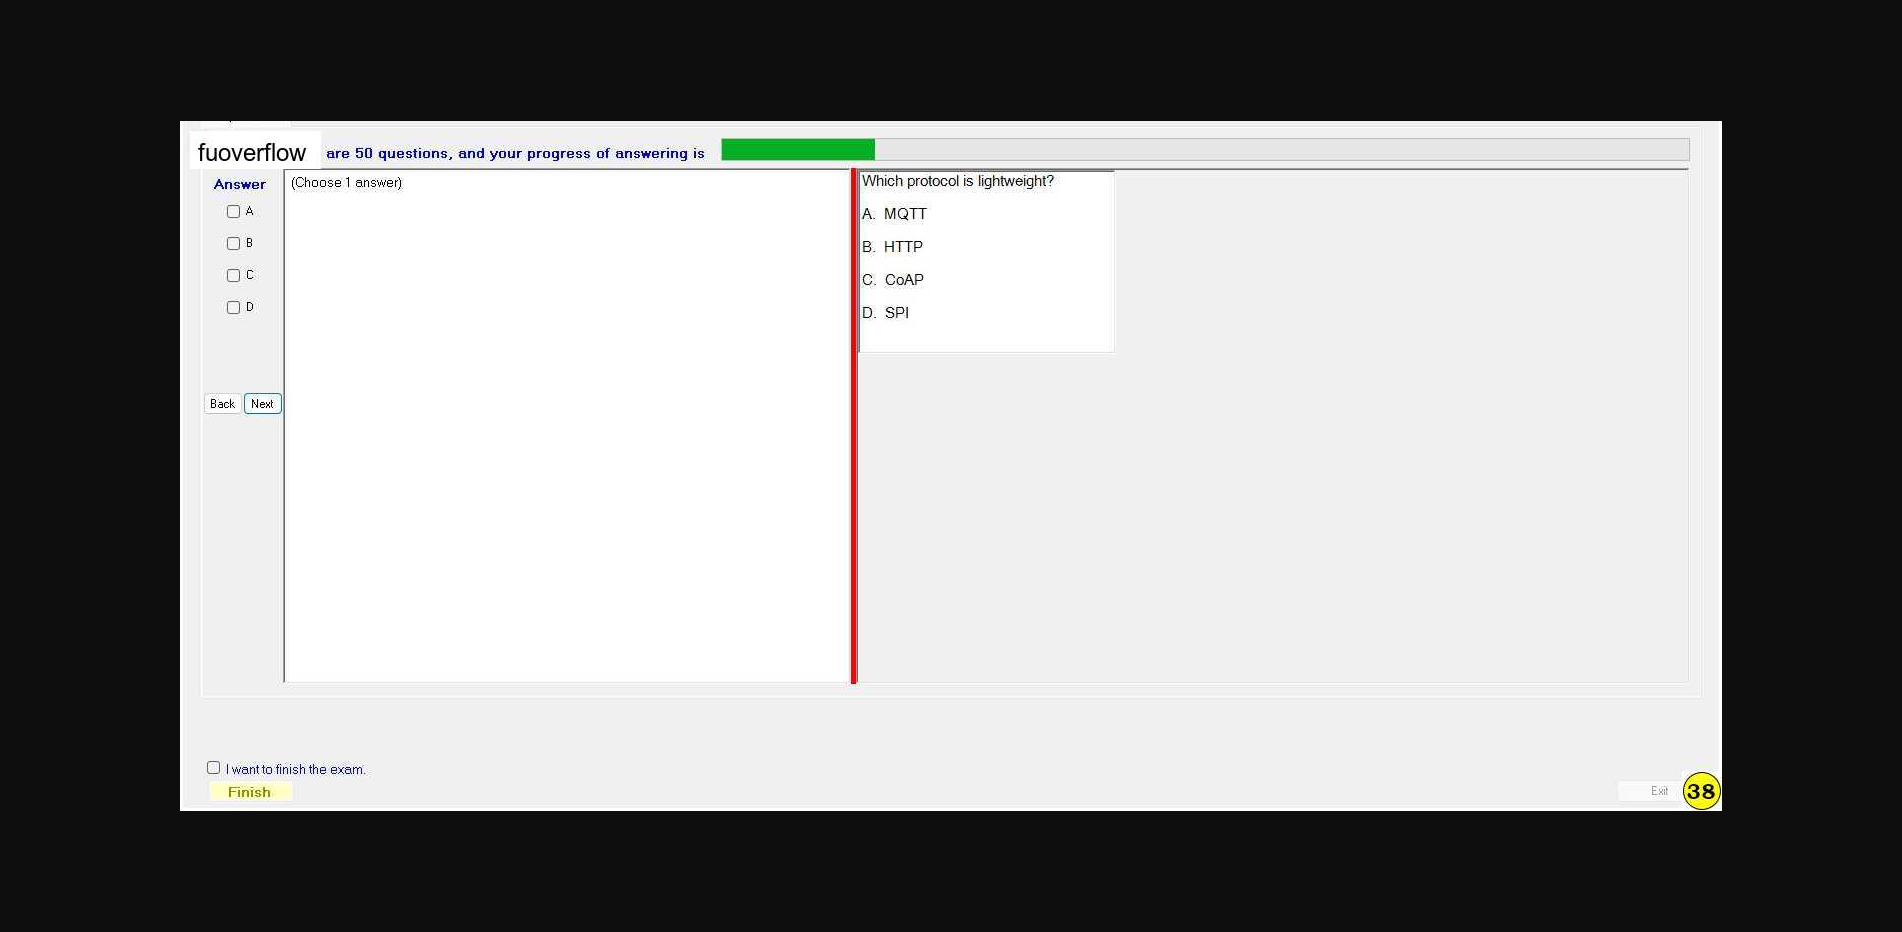 fuoverflow are 50 questions, and your progress of answering is
Answer
(Choose 1 answer)
A
B
C
D
Back Next
Which protocol is lightweight?
A. MQTT
B. HTTP
C. CoAP
D. SPI
I want to finish the exam.
Finish
Exit
38